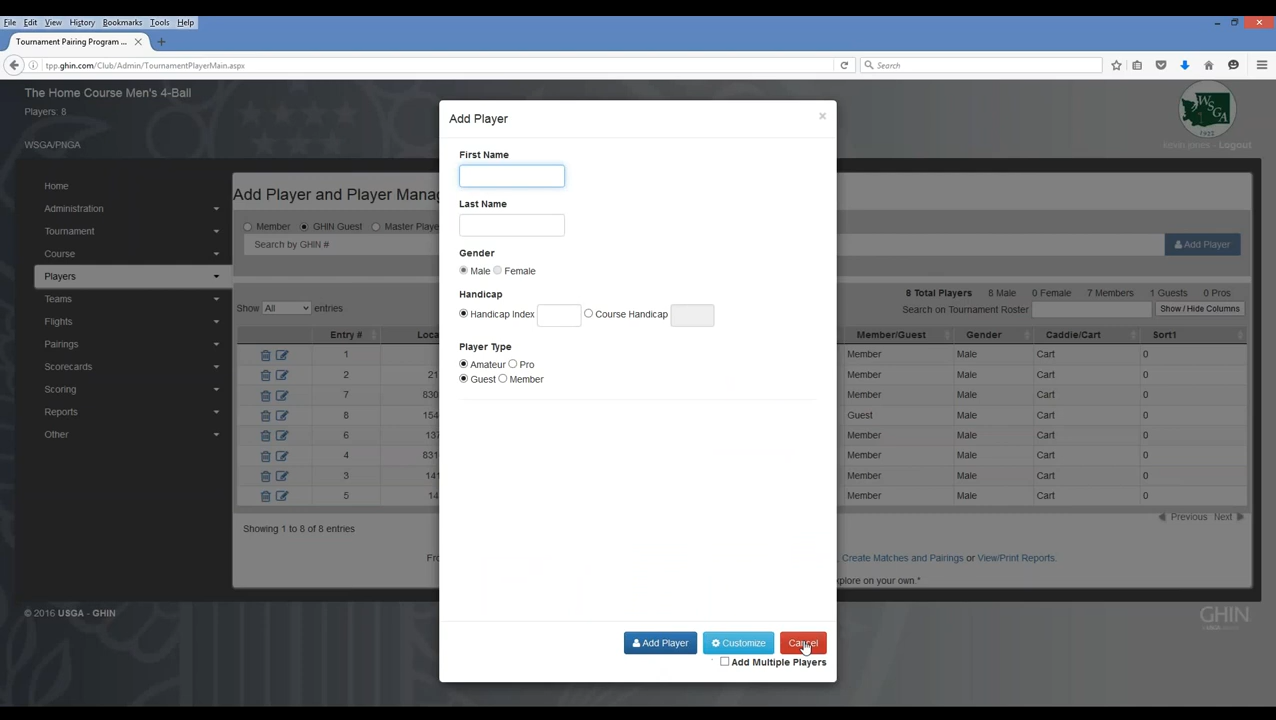 File Edit View History Bookmarks Tools Help
Tournament Pairing Program ...
tpp.ghin.com/Club/Admin/TournamentPlayerMain.aspx
Search
The Home Course Men's 4-Ball
Players: 8
WSGA/PNGA
WSGA
kevin jones - Logout
Home
Administration
Tournament
Course
Players
Teams
Flights
Pairings
Scorecards
Scoring
Reports
Other
Add Player and Player Manag
Member GHIN Guest Master Playe
Search by GHIN #
Add Player
8 Total Players 8 Male 0 Female 7 Members 1 Guests 0 Pros
Show All entries
Search on Tournament Roster
Show / Hide Columns
Entry # Loca Member/Guest Gender Caddie/Cart Sort1
1 Member Male Cart 0
2 21 Member Male Cart 0
7 830 Member Male Cart 0
8 154 Guest Male Cart 0
6 137 Member Male Cart 0
4 831 Member Male Cart 0
3 141 Member Male Cart 0
5 14 Member Male Cart 0
Showing 1 to 8 of 8 entries
Previous Next
Fro
, Create Matches and Pairings or View/Print Reports.
xplore on your own.*
© 2016 USGA - GHIN
GHIN
Add Player
×
First Name
Last Name
Gender
Male Female
Handicap
Handicap Index Course Handicap
Player Type
Amateur Pro
Guest Member
Add Player Customize Cancel
Add Multiple Players